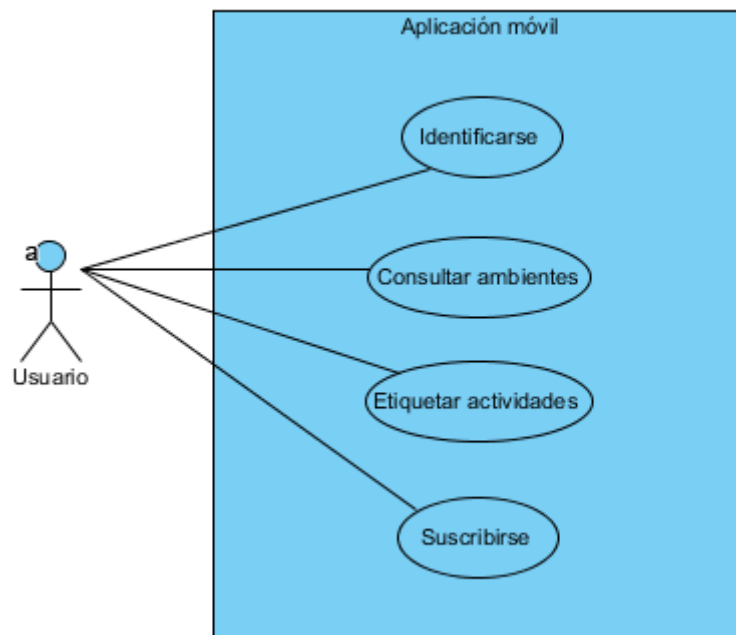 Aplicación móvil
Identificarse
a
Consultar ambientes
Usuario
Etiquetar actividades
Suscribirse